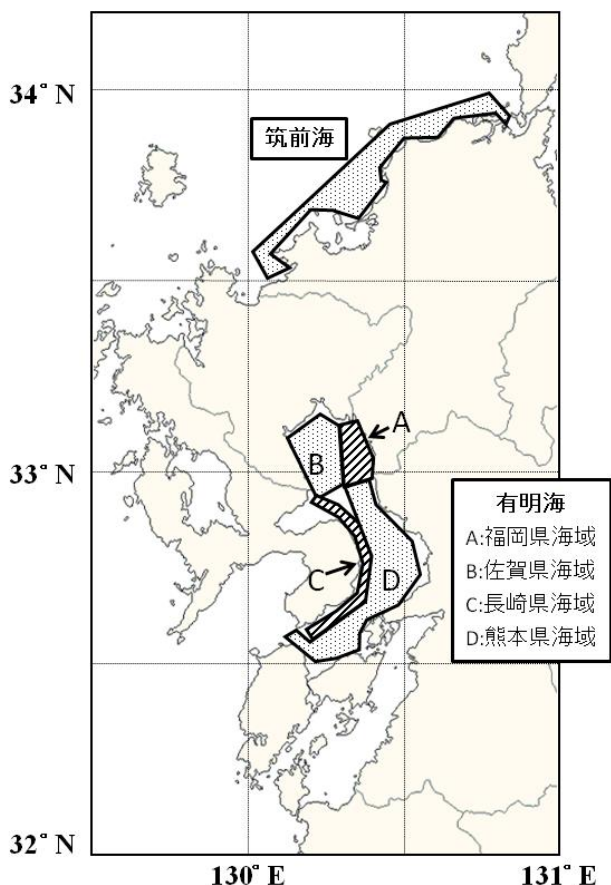 34° N
筑前海
A
33° N
B
有明海
A:福岡県海域
B:佐賀県海域
C:長崎県海域
D:熊本県海域
C
D
32° N
130° E
131° E